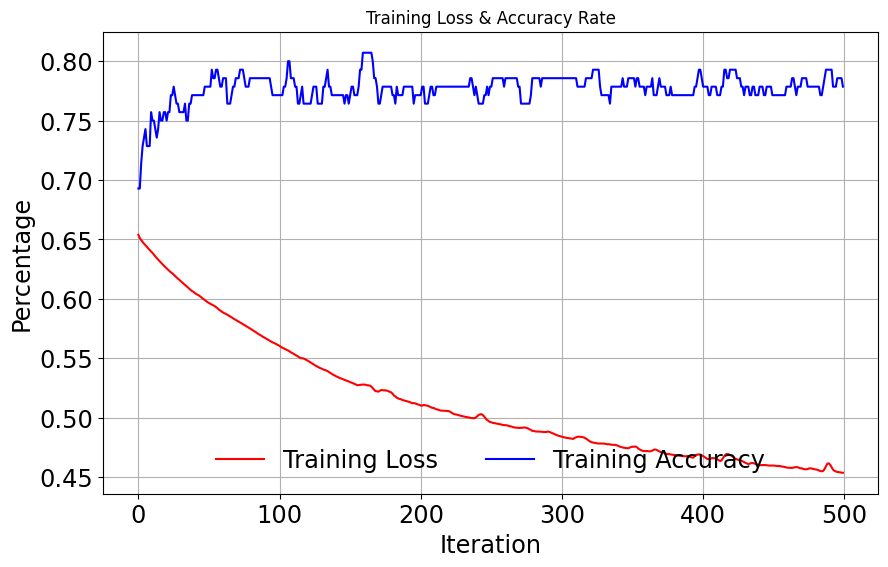 Training Loss & Accuracy Rate
0.80
0.75
0.70
0.65
0.60
0.55
0.50
0.45
Percentage
Training Loss
Training Accuracy
0
100
200
300
400
500
Iteration